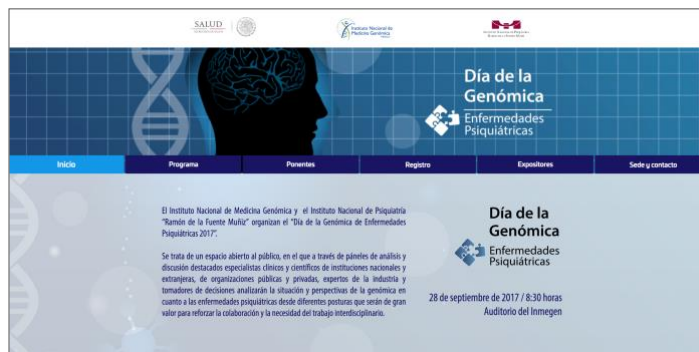 SALUD
Instituto Nacional de
Medicina Genómica
Día de la
Genómica
Enfermedades
Psiquiátricas
Inicio
Programa
Ponentes
Registro
Expositores
Sede y contacto
El Instituto Nacional de Medicina Genómica y el Instituto Nacional de Psiquiatría
"Ramón de la Fuente Muñiz" organizan el "Día de la Genómica de Enfermedades
Psiquiátricas 2017".
Se trata de un espacio abierto al público, en el que a través de páneles de análisis y
discusión destacados especialistas clínicos y científicos de instituciones nacionales y
extranjeras, de organizaciones públicas y privadas, expertos de la industria y
tomadores de decisiones analizarán la situación y perspectivas de la genómica en
cuanto a las enfermedades psiquiátricas desde diferentes posturas que serán de gran
valor para reforzar la colaboración y la necesidad del trabajo interdisciplinario.
Día de la
Genómica
Enfermedades
Psiquiátricas
28 de septiembre de 2017 / 8:30 horas
Auditorio del Inmegen